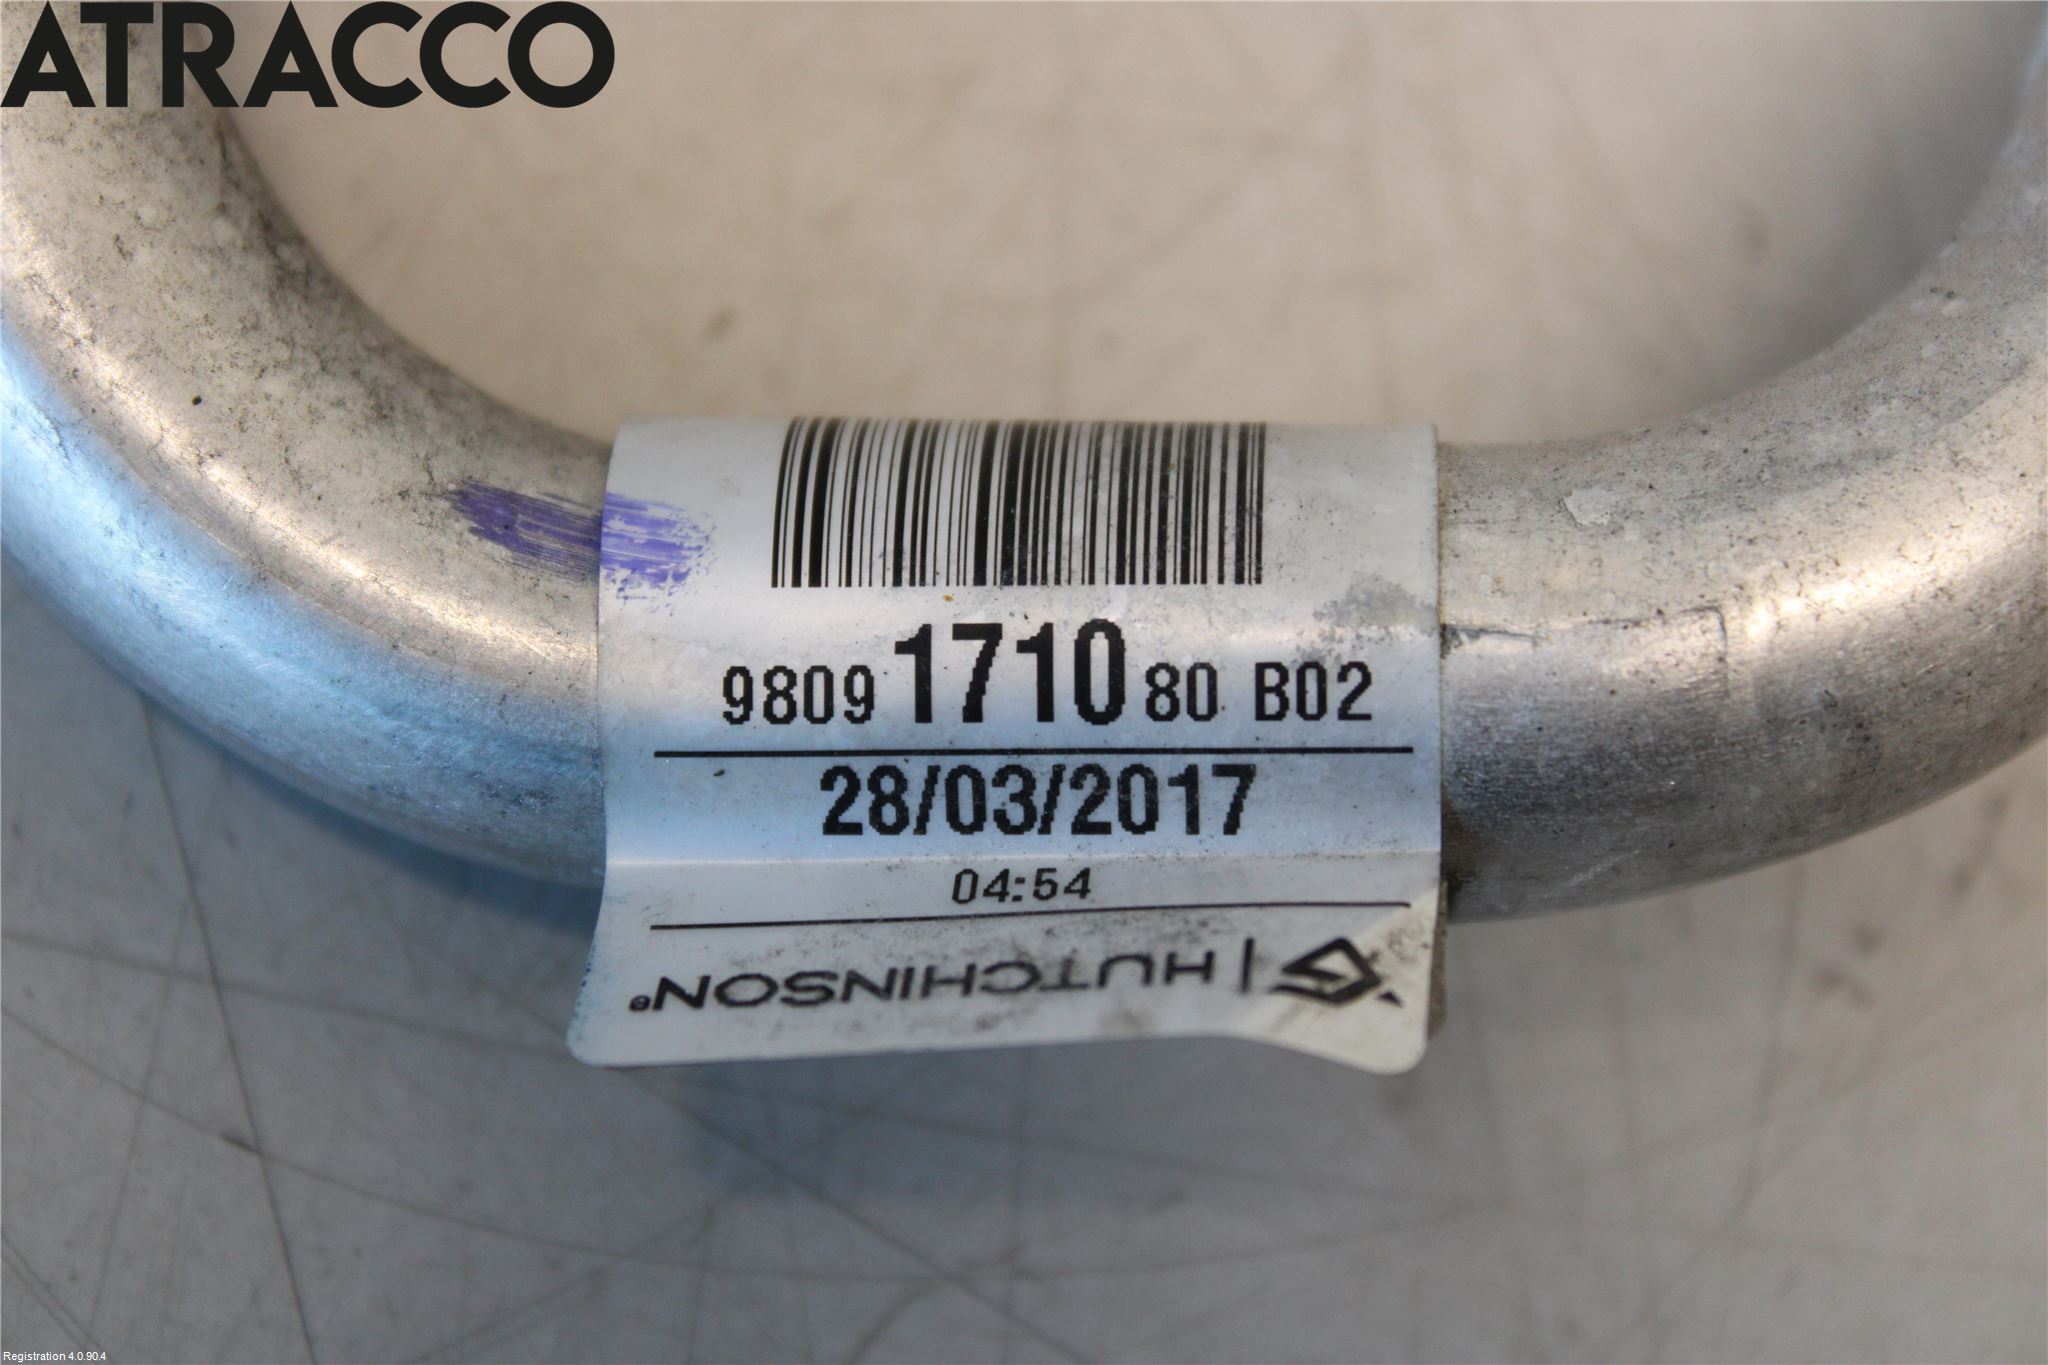 ATRACCO
9809 1710 80 B02
28/03/2017
04:54
HUTCHINSON®
Registration 4.0.90.4